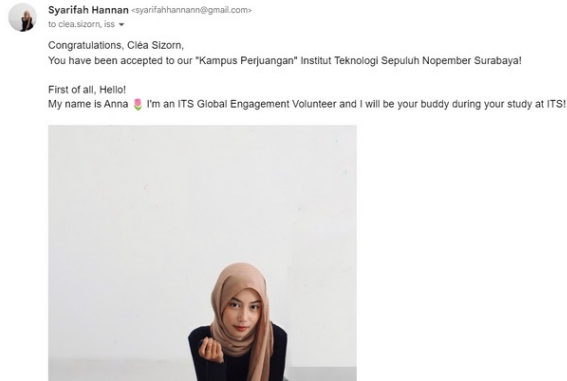 Syarifah Hannan <syarifahhannann@gmail.com>
to clea.sizorn, iss
Congratulations, Cléa Sizorn,
You have been accepted to our "Kampus Perjuangan" Institut Teknologi Sepuluh Nopember Surabaya!
First of all, Hello!
My name is Anna 🌷 I'm an ITS Global Engagement Volunteer and I will be your buddy during your study at ITS!